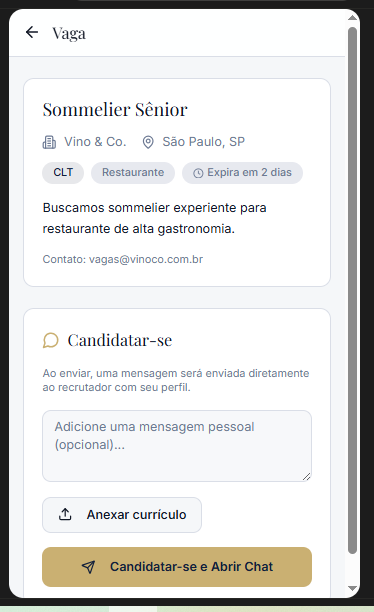 Vaga
Sommelier Sênior
Vino & Co. São Paulo, SP
CLT Restaurante Expira em 2 dias
Buscamos sommelier experiente para
restaurante de alta gastronomia.
Contato: vagas@vinoco.com.br
Candidatar-se
Ao enviar, uma mensagem será enviada diretamente
ao recrutador com seu perfil.
Adicione uma mensagem pessoal
(opcional)...
Anexar currículo
Candidatar-se e Abrir Chat